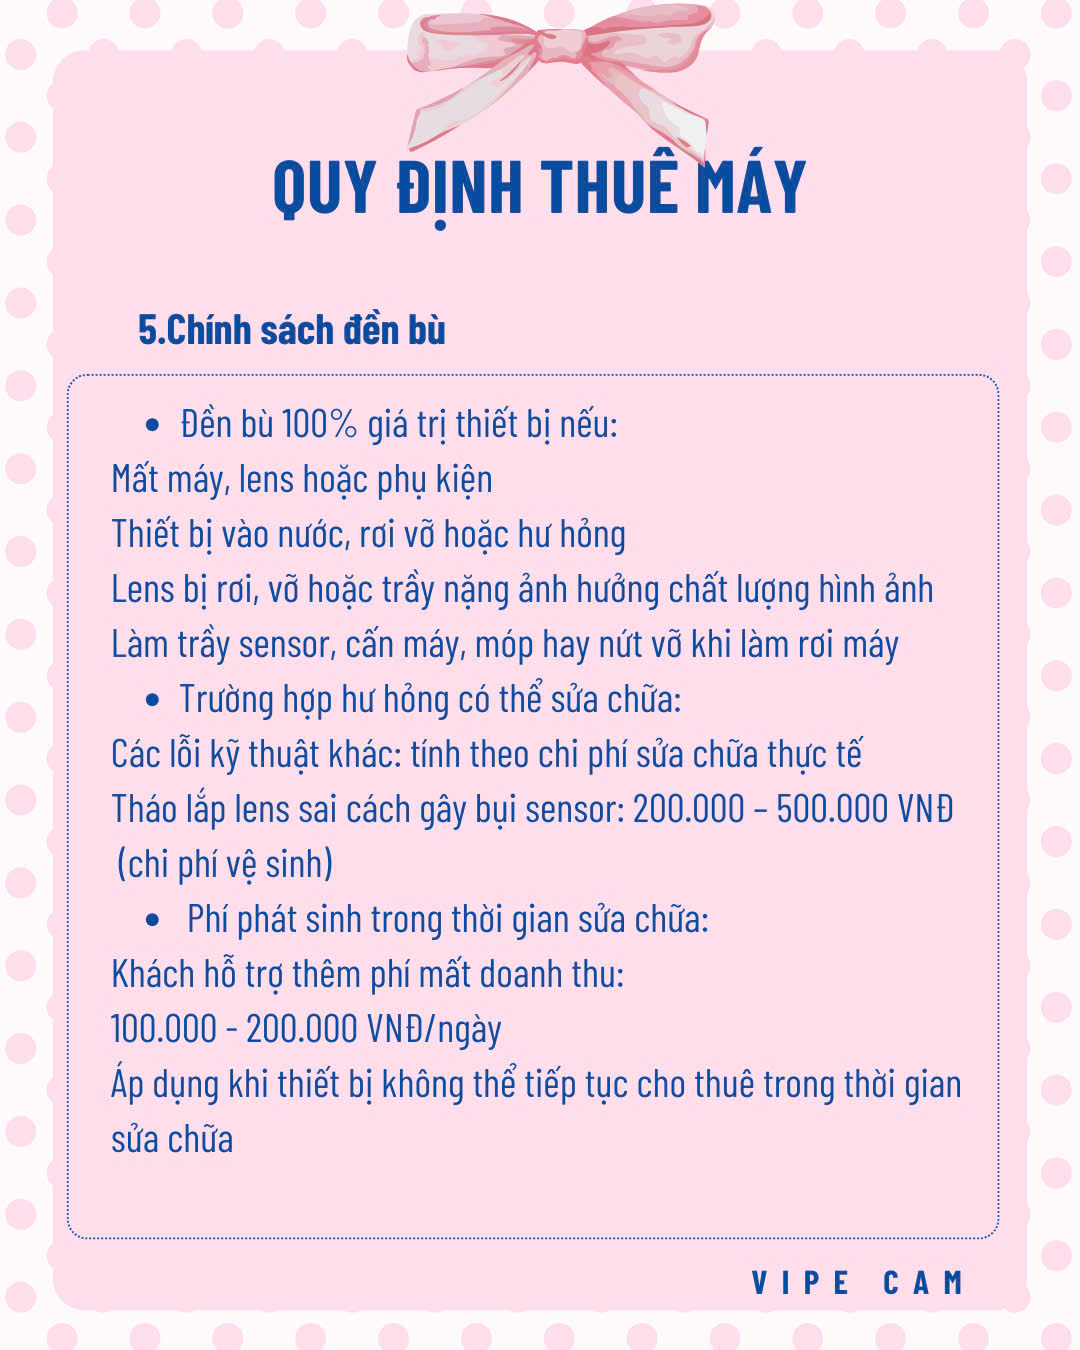 QUY ĐỊNH THUÊ MÁY
5.Chính sách đền bù
• Đền bù 100% giá trị thiết bị nếu:
Mất máy, lens hoặc phụ kiện
Thiết bị vào nước, rơi vỡ hoặc hư hỏng
Lens bị rơi, vỡ hoặc trầy nặng ảnh hưởng chất lượng hình ảnh
Làm trầy sensor, cấn máy, móp hay nứt vỡ khi làm rơi máy
• Trường hợp hư hỏng có thể sửa chữa:
Các lỗi kỹ thuật khác: tính theo chi phí sửa chữa thực tế
Tháo lắp lens sai cách gây bụi sensor: 200.000 – 500.000 VNĐ
(chi phí vệ sinh)
• Phí phát sinh trong thời gian sửa chữa:
Khách hỗ trợ thêm phí mất doanh thu:
100.000 - 200.000 VNĐ/ngày
Áp dụng khi thiết bị không thể tiếp tục cho thuê trong thời gian
sửa chữa
VIPE CAM